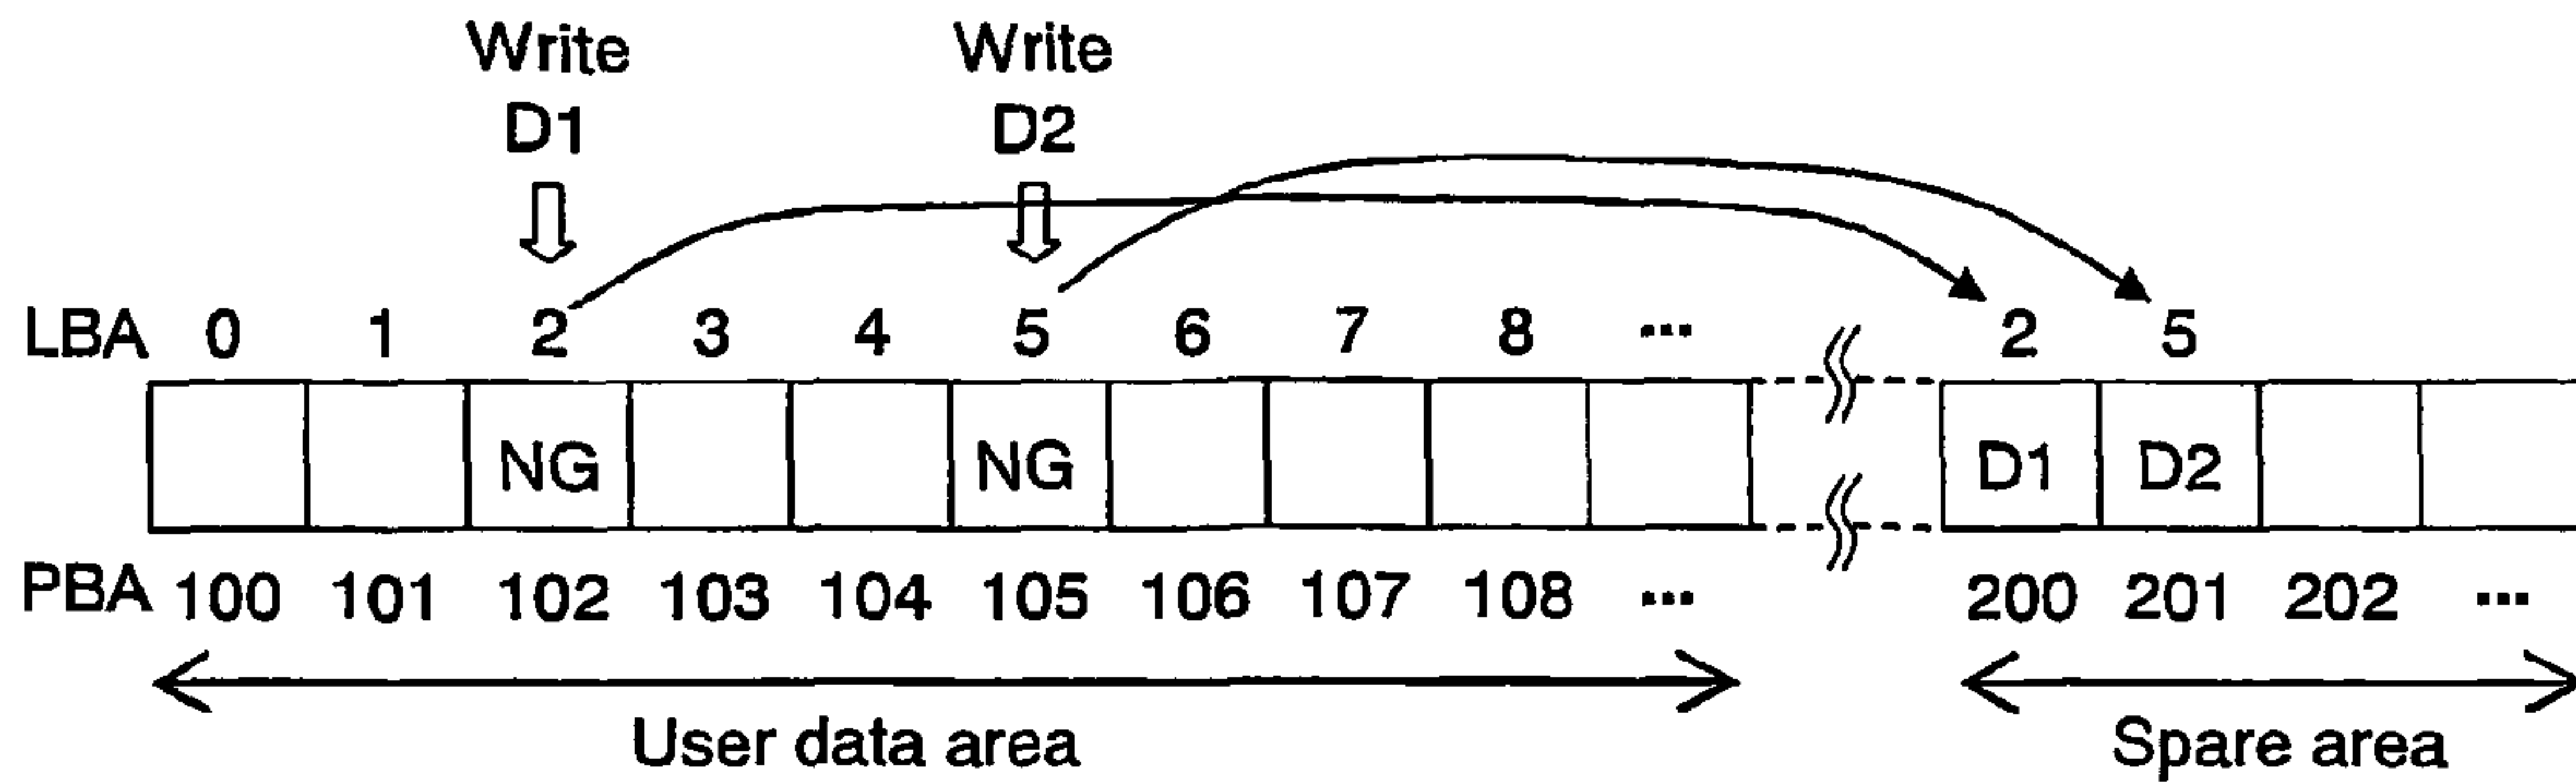 Write Write
D1 D2
LBA 0 1 2 3 4 5 6 7 8 ... 2 5
NG NG D1 D2
PBA 100 101 102 103 104 105 106 107 108 ... 200 201 202 ...
User data area Spare area